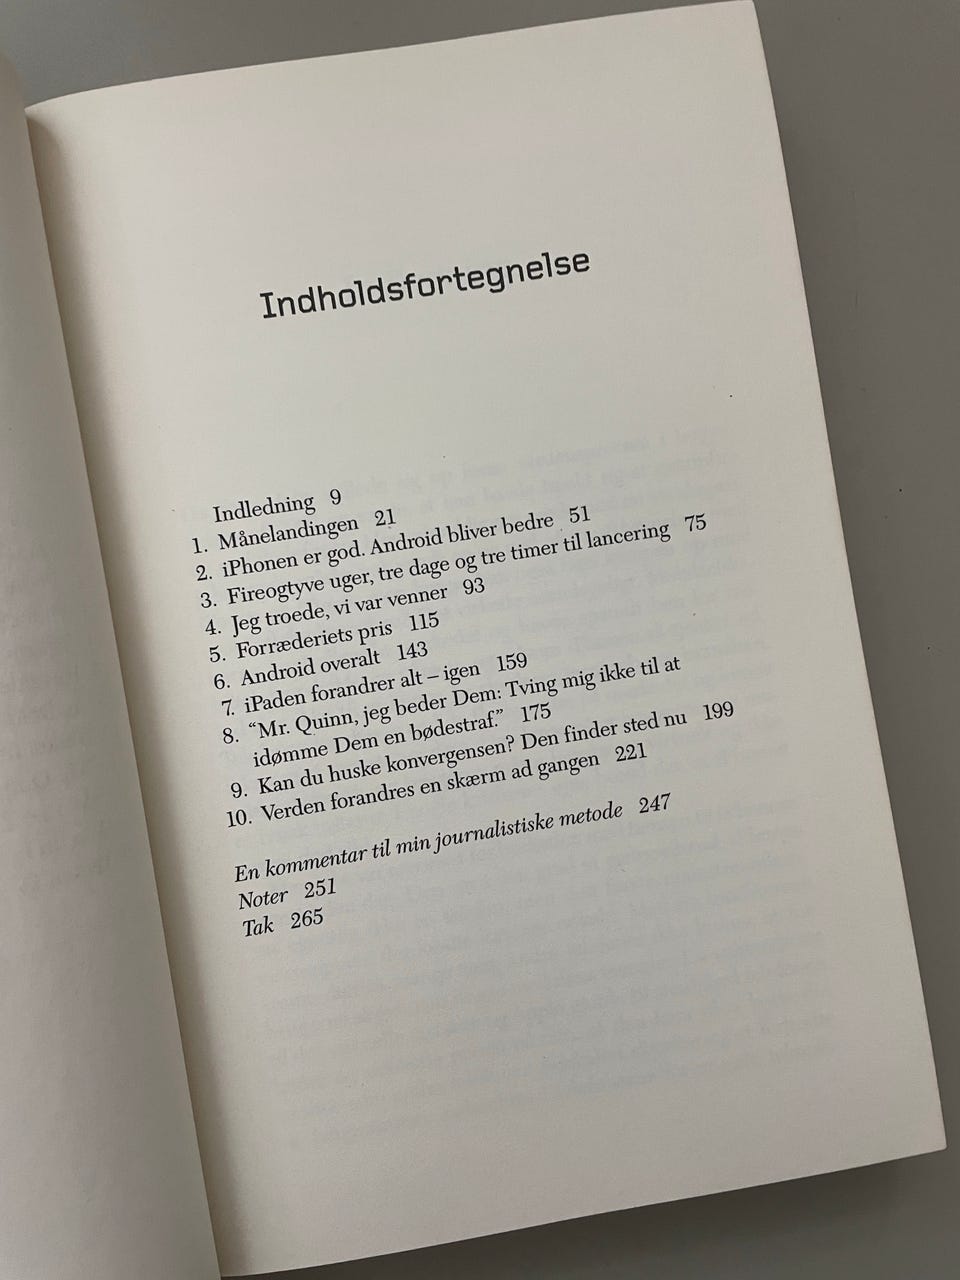 Indholdsfortegnelse
Indledning 9
1. Månelandingen 21
2. iPhonen er god. Android bliver bedre 51
3. Fireogtyve uger, tre dage og tre timer til lancering 75
4. Jeg troede, vi var venner 93
5. Forræderiets pris 115
6. Android overalt 143
7. iPaden forandrer alt – igen 159
8. “Mr. Quinn, jeg beder Dem: Tving mig ikke til at
idømme Dem en bødestraf.” 175
9. Kan du huske konvergensen? Den finder sted nu 199
10. Verden forandres en skærm ad gangen 221
En kommentar til min journalistiske metode 247
Noter 251
Tak 265